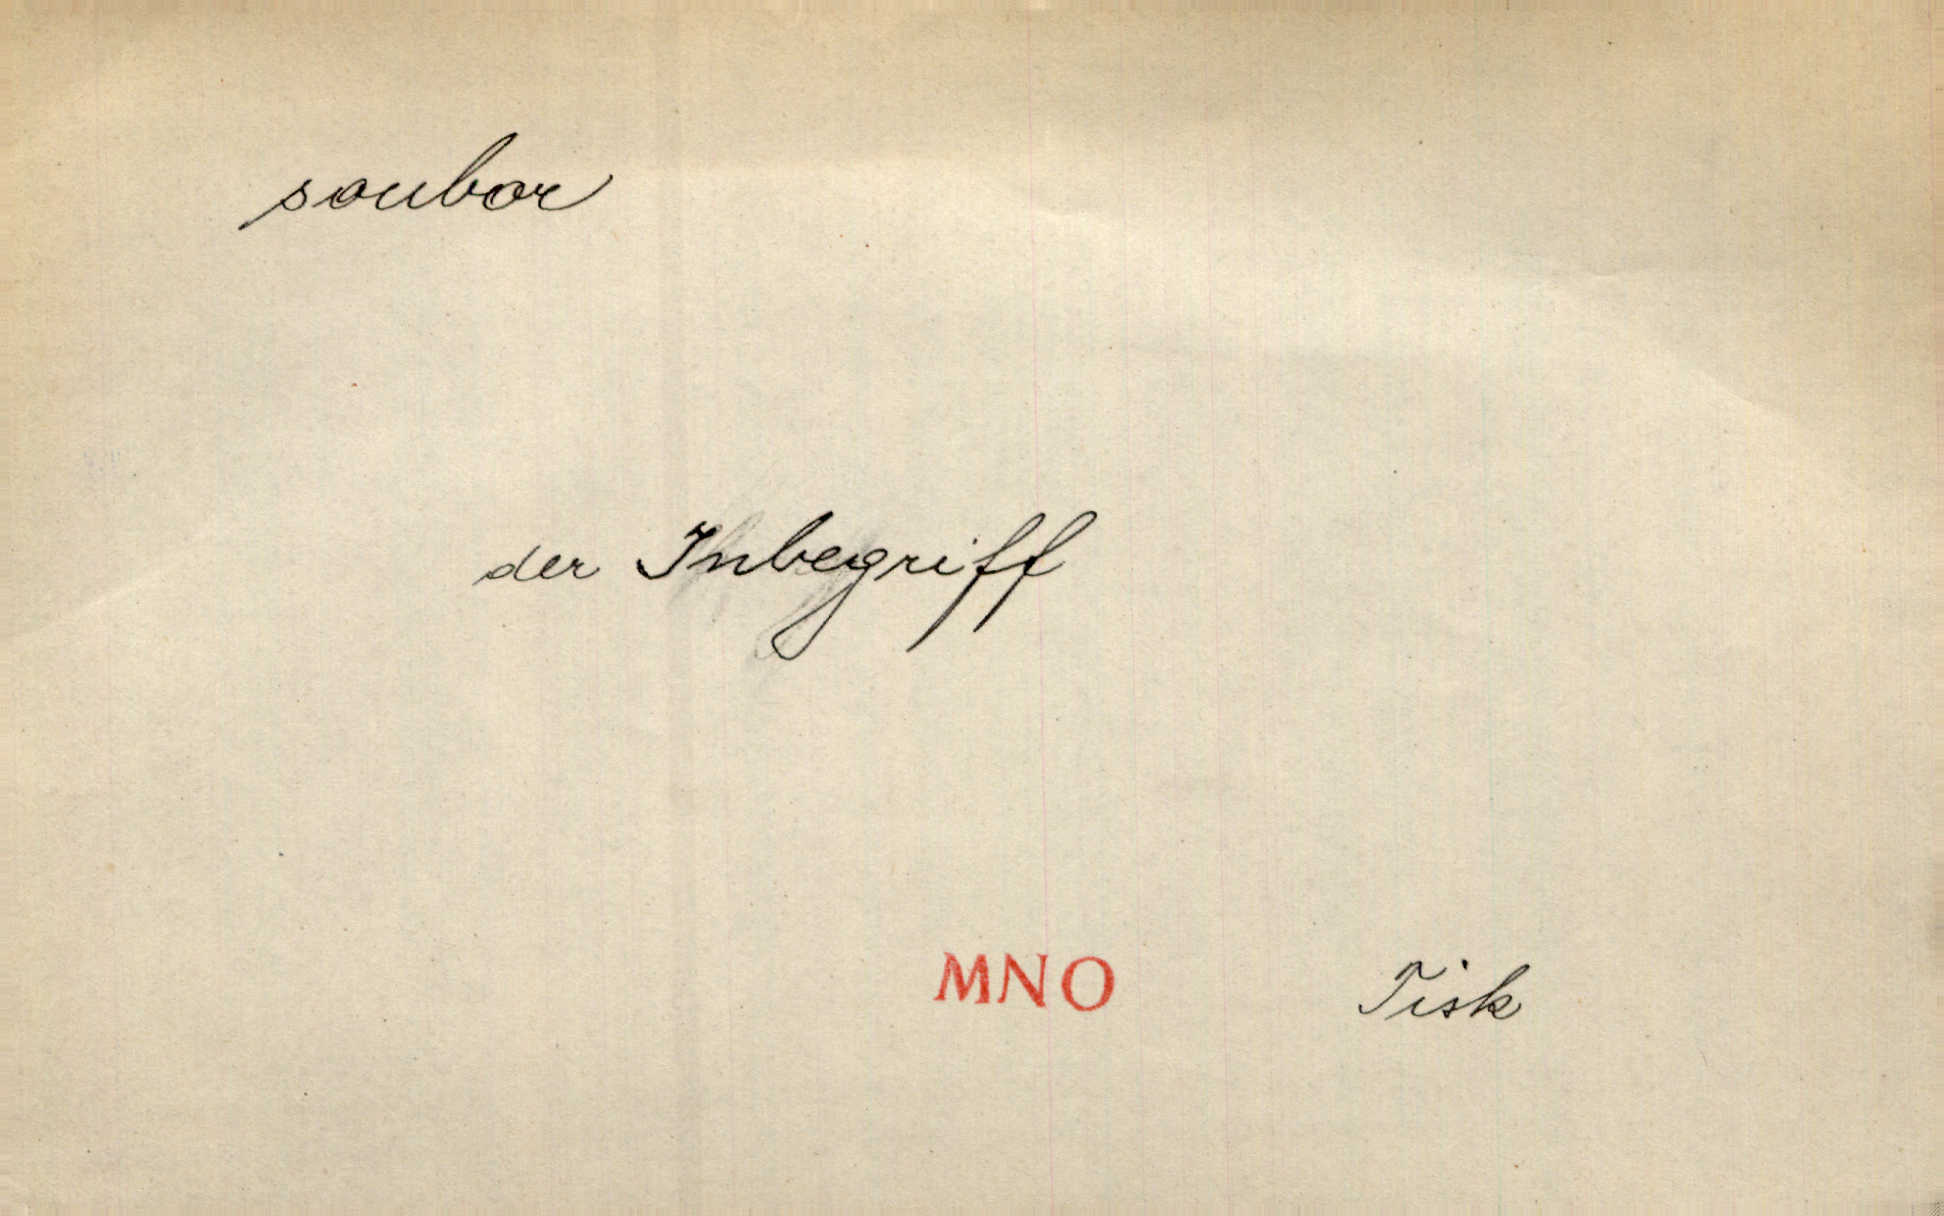 soubor
der Inbegriff
MNO Tisk